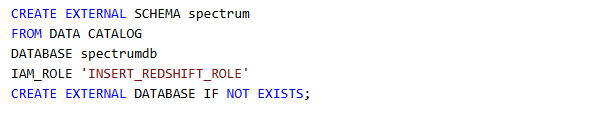 CREATE EXTERNAL SCHEMA spectrum
FROM DATA CATALOG
DATABASE spectrumdb
IAM_ROLE 'INSERT_REDSHIFT_ROLE'
CREATE EXTERNAL DATABASE IF NOT EXISTS;